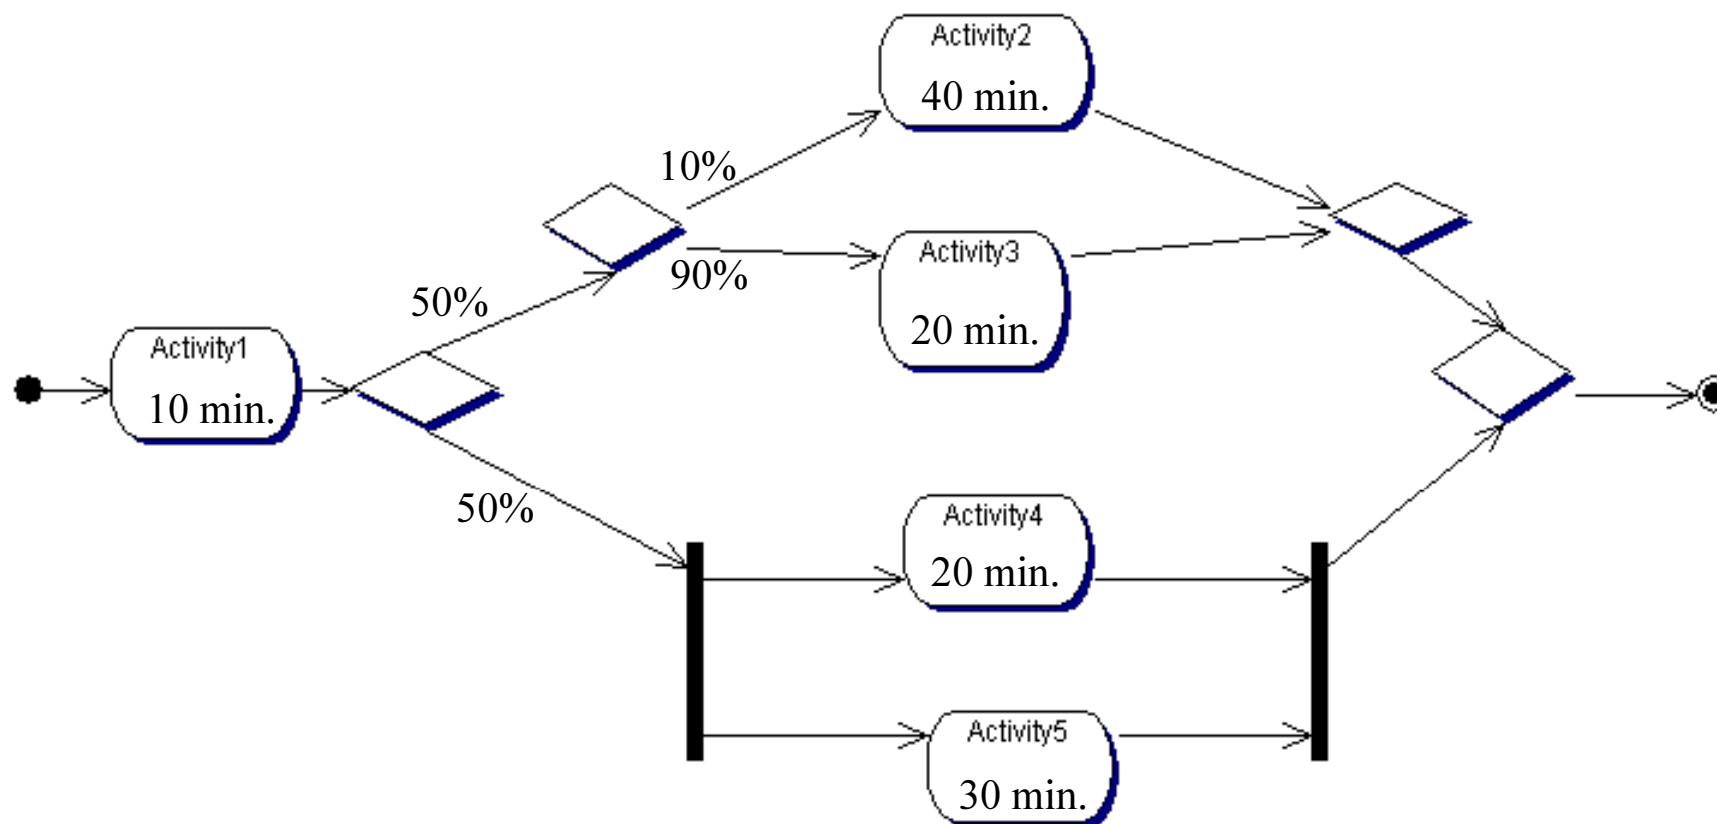 Activity2
40 min.
10%
Activity3
90%
20 min.
50%
Activity1
10 min.
50%
Activity4
20 min.
Activity5
30 min.